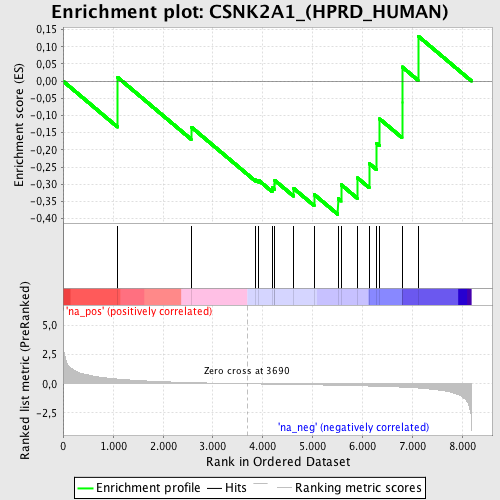 Enrichment plot: CSNK2A1_(HPRD_HUMAN)
Enrichment score (ES)
0,15
0,10
0,05
0,00
-0,05
-0,10
-0,15
-0,20
-0,25
-0,30
-0,35
-0,40
'na_pos' (positively correlated)
Ranked list metric (PreRanked)
5,0
2,5
0,0
-2,5
Zero cross at 3690
'na_neg' (negatively correlated)
0 1.000 2.000 3.000 4.000 5.000 6.000 7.000 8.000
Rank in Ordered Dataset
Enrichment profile Hits Ranking metric scores